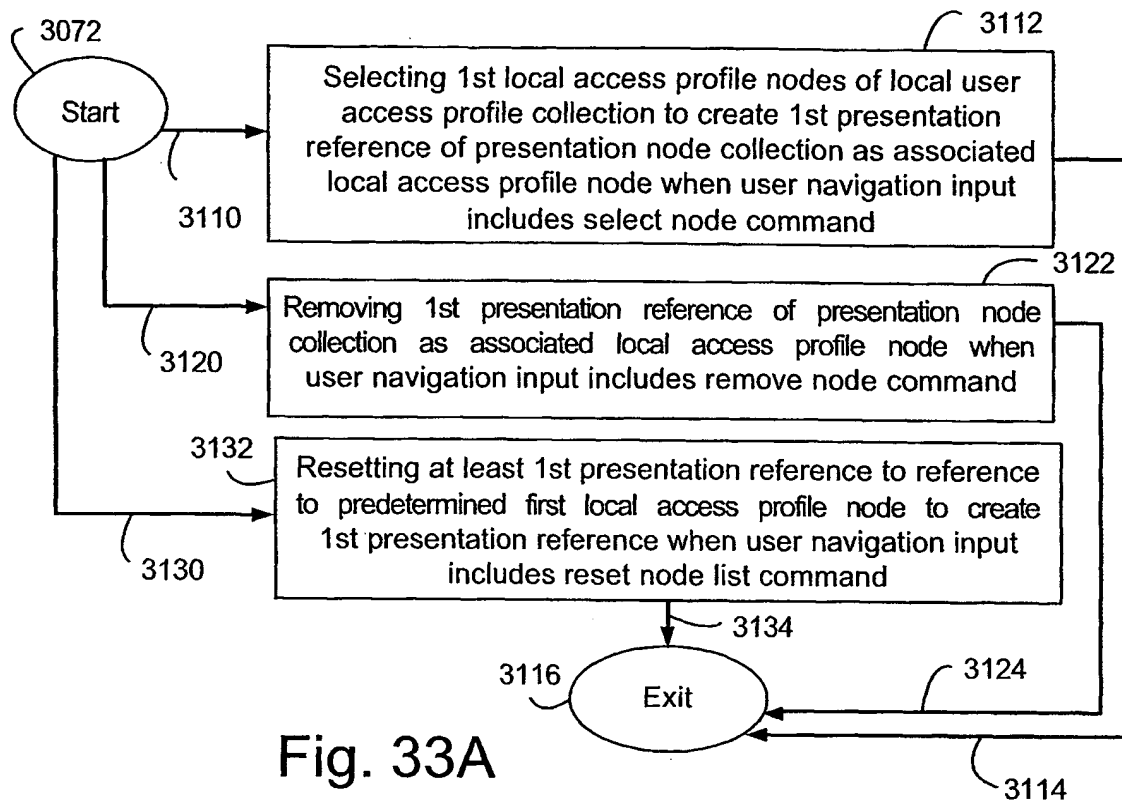 3072
3112
Start
Selecting 1st local access profile nodes of local user
access profile collection to create 1st presentation
reference of presentation node collection as associated
local access profile node when user navigation input
includes select node command
3110
3122
Removing 1st presentation reference of presentation node
collection as associated local access profile node when
user navigation input includes remove node command
3120
3132
Resetting at least 1st presentation reference to reference
to predetermined first local access profile node to create
1st presentation reference when user navigation input
includes reset node list command
3130
3134
3116
Exit
3124
Fig. 33A
3114